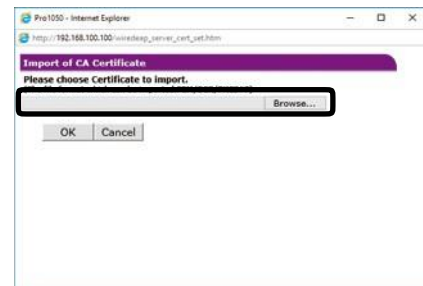 Pro1050 - Internet Explorer
http://192.168.100.100/wiredeap_server_cert_set.htm
Import of CA Certificate
Please choose Certificate to import.
Browse...
OK Cancel